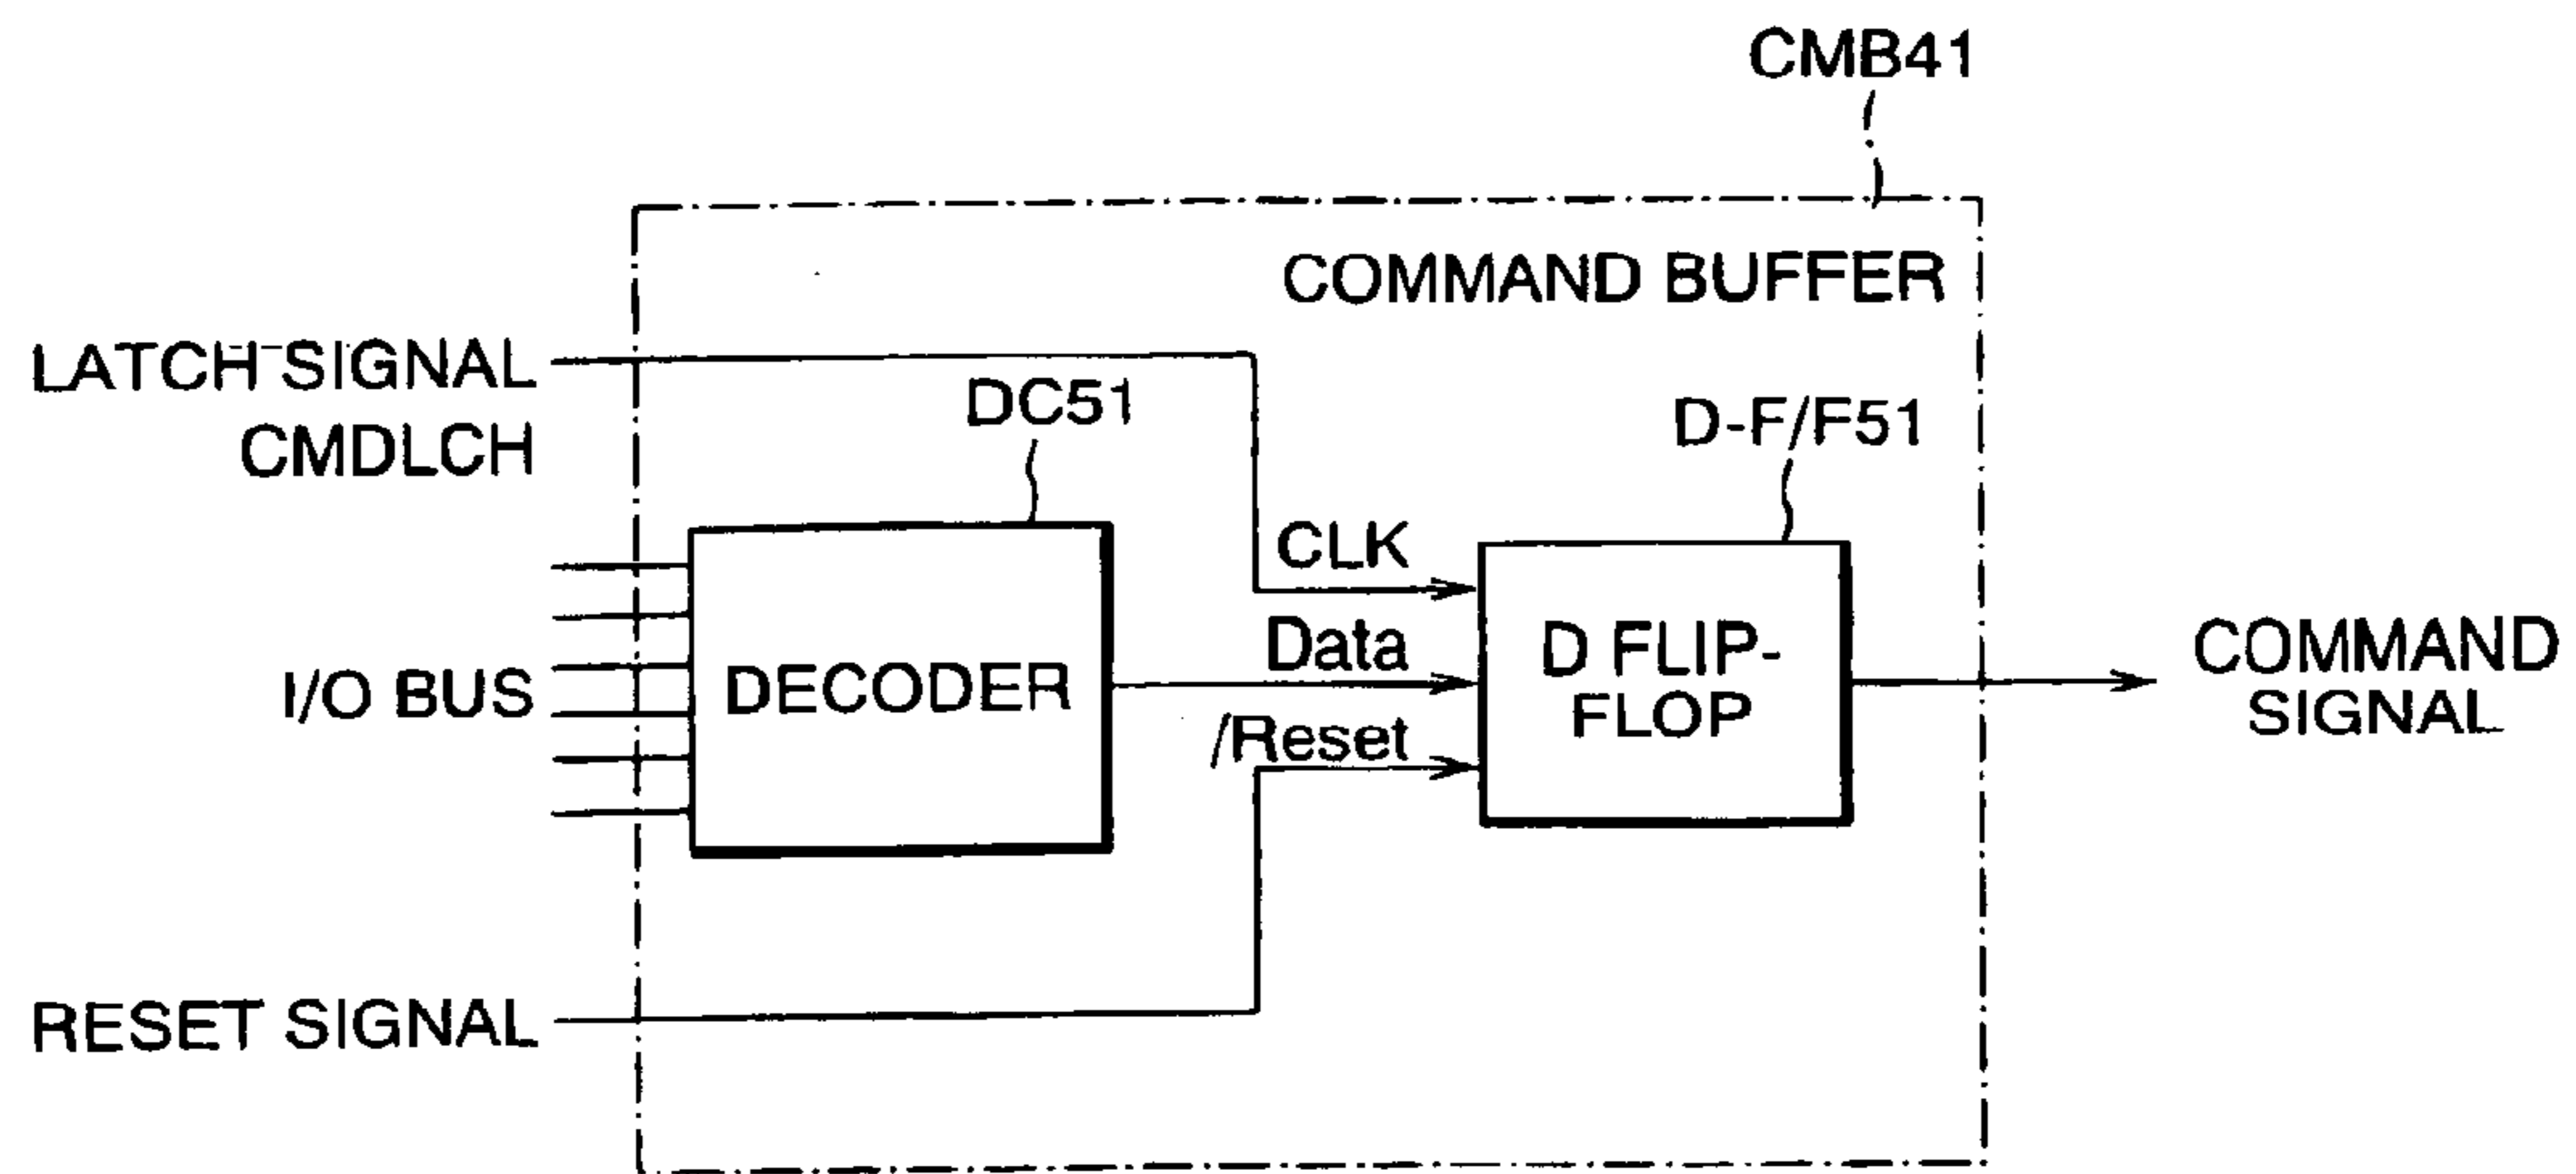 CMB41
COMMAND BUFFER
LATCH SIGNAL
CMDLCH
DC51
D-F/F51
CLK
I/O BUS
DECODER
Data
/Reset
D FLIP-
FLOP
COMMAND
SIGNAL
RESET SIGNAL